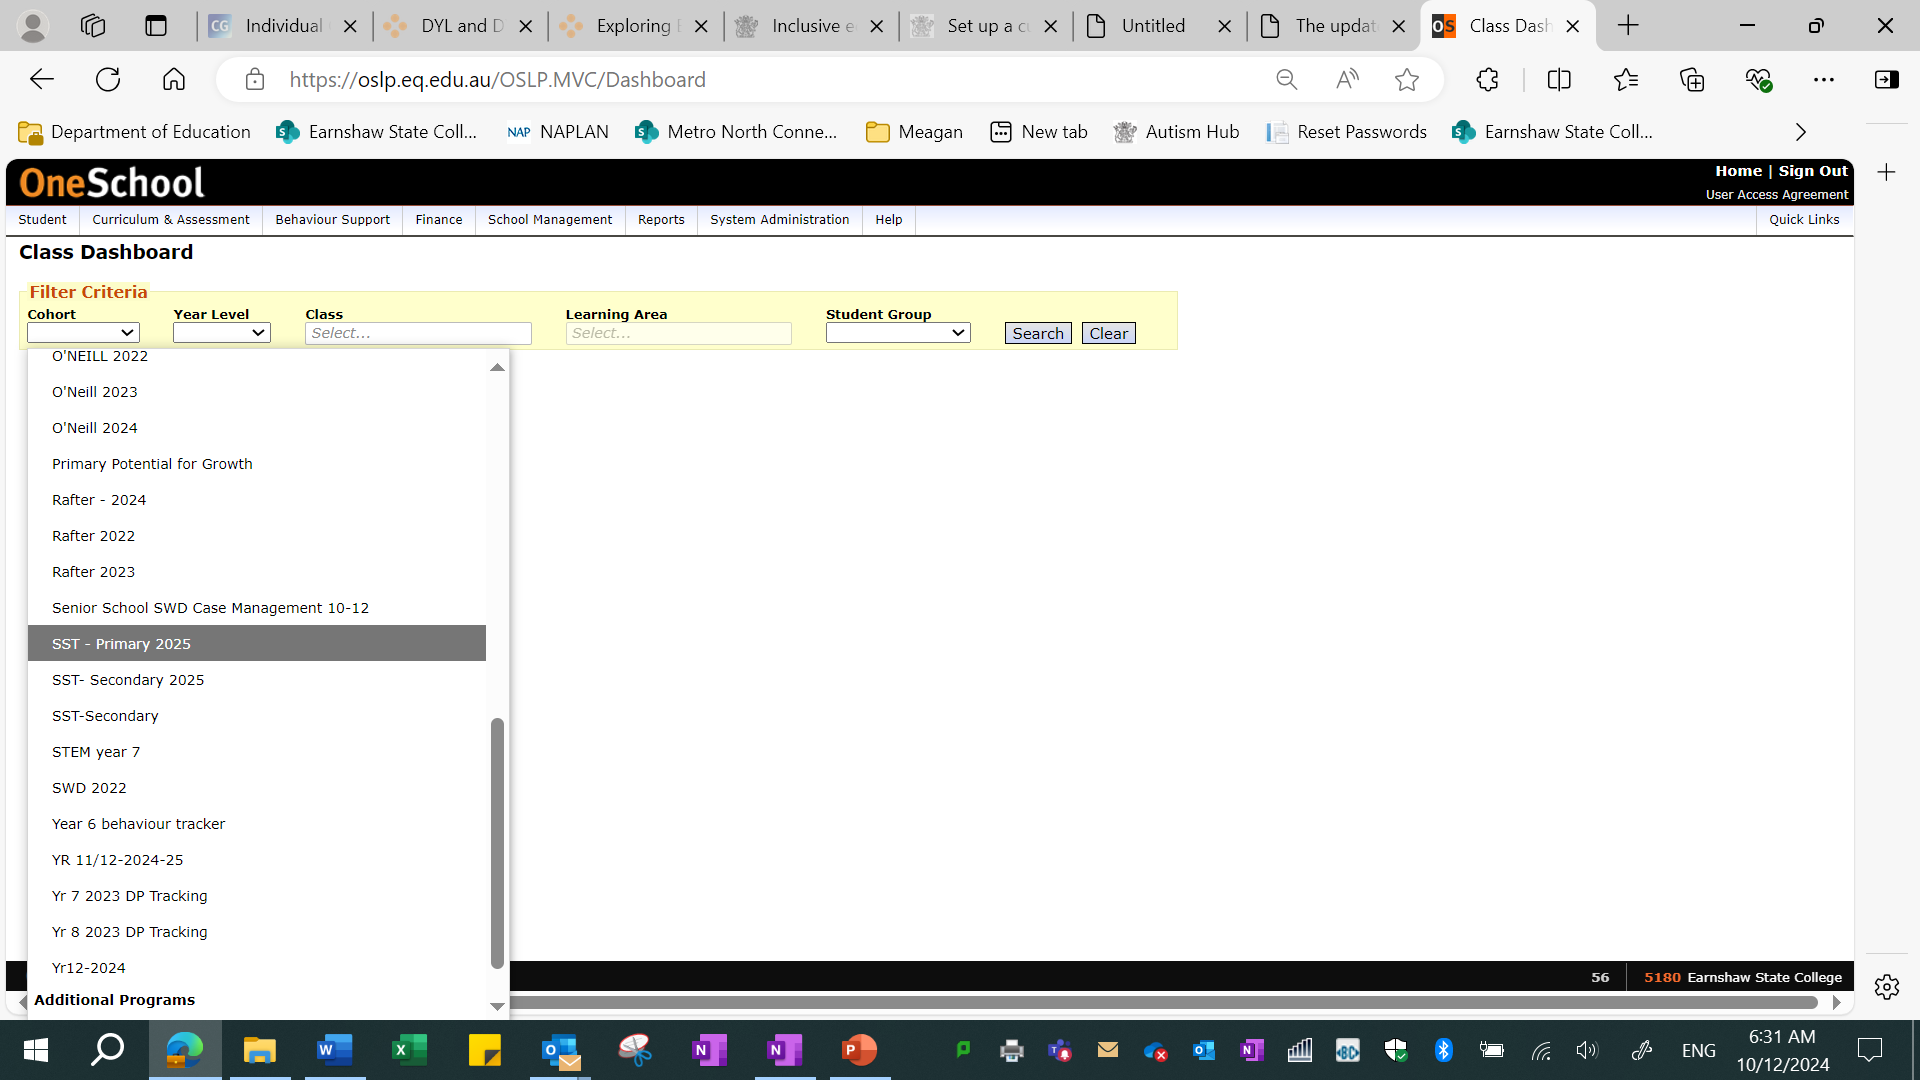 Individual
DYL and D
Exploring E
Inclusive e
Set up a cu
Untitled
The update
OS
Class Dash
https://oslp.eq.edu.au/OSLP.MVC/Dashboard
Department of Education
Earnshaw State Coll...
NAP NAPLAN
Metro North Conne...
Meagan
New tab
Autism Hub
Reset Passwords
Earnshaw State Coll...
OneSchool
Home | Sign Out
User Access Agreement
Student
Curriculum & Assessment
Behaviour Support
Finance
School Management
Reports
System Administration
Help
Quick Links
Class Dashboard
Filter Criteria
Cohort
Year Level
Class
Learning Area
Student Group
Select...
Select...
Search
Clear
O'NEILL 2022
O'Neill 2023
O'Neill 2024
Primary Potential for Growth
Rafter - 2024
Rafter 2022
Rafter 2023
Senior School SWD Case Management 10-12
SST - Primary 2025
SST- Secondary 2025
SST-Secondary
STEM year 7
SWD 2022
Year 6 behaviour tracker
YR 11/12-2024-25
Yr 7 2023 DP Tracking
Yr 8 2023 DP Tracking
Yr12-2024
Additional Programs
56
5180 Earnshaw State College
ENG
6:31 AM
10/12/2024